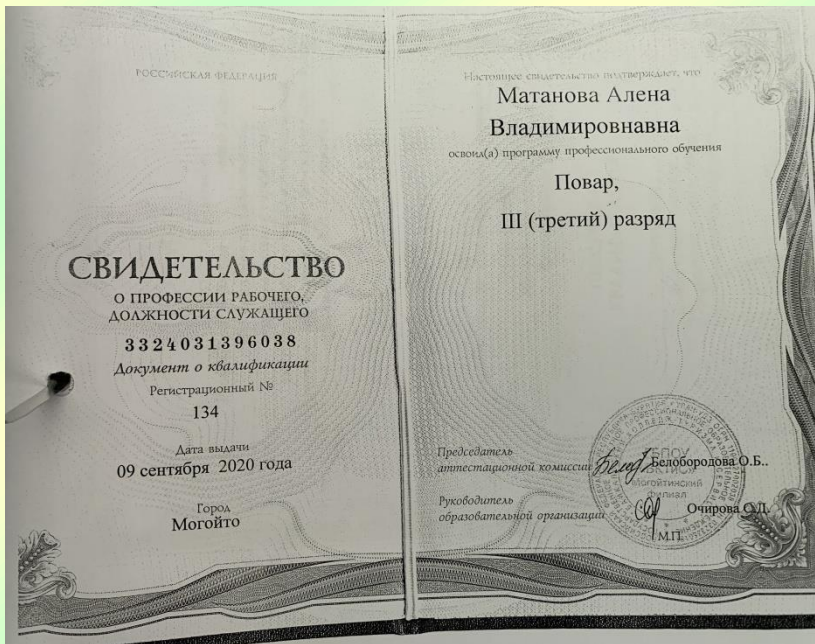 РОССИЙСКАЯ ФЕДЕРАЦИЯ
СВИДЕТЕЛЬСТВО
О ПРОФЕССИИ РАБОЧЕГО,
ДОЛЖНОСТИ СЛУЖАЩЕГО
3324031396038
Документ о квалификации
Регистрационный №
134
Дата выдачи
09 сентября 2020 года
Город
Могойто
Настоящее свидетельство подтверждает, что
Матанова Алена
Владимировнавна
освоил(а) программу профессионального обучения
Повар,
III (третий) разряд
Председатель
аттестационной комиссии
Белобородова О.Б..
Руководитель
образовательной организации
Очирова С.Д.
М.П.
Могойтинский
филиал